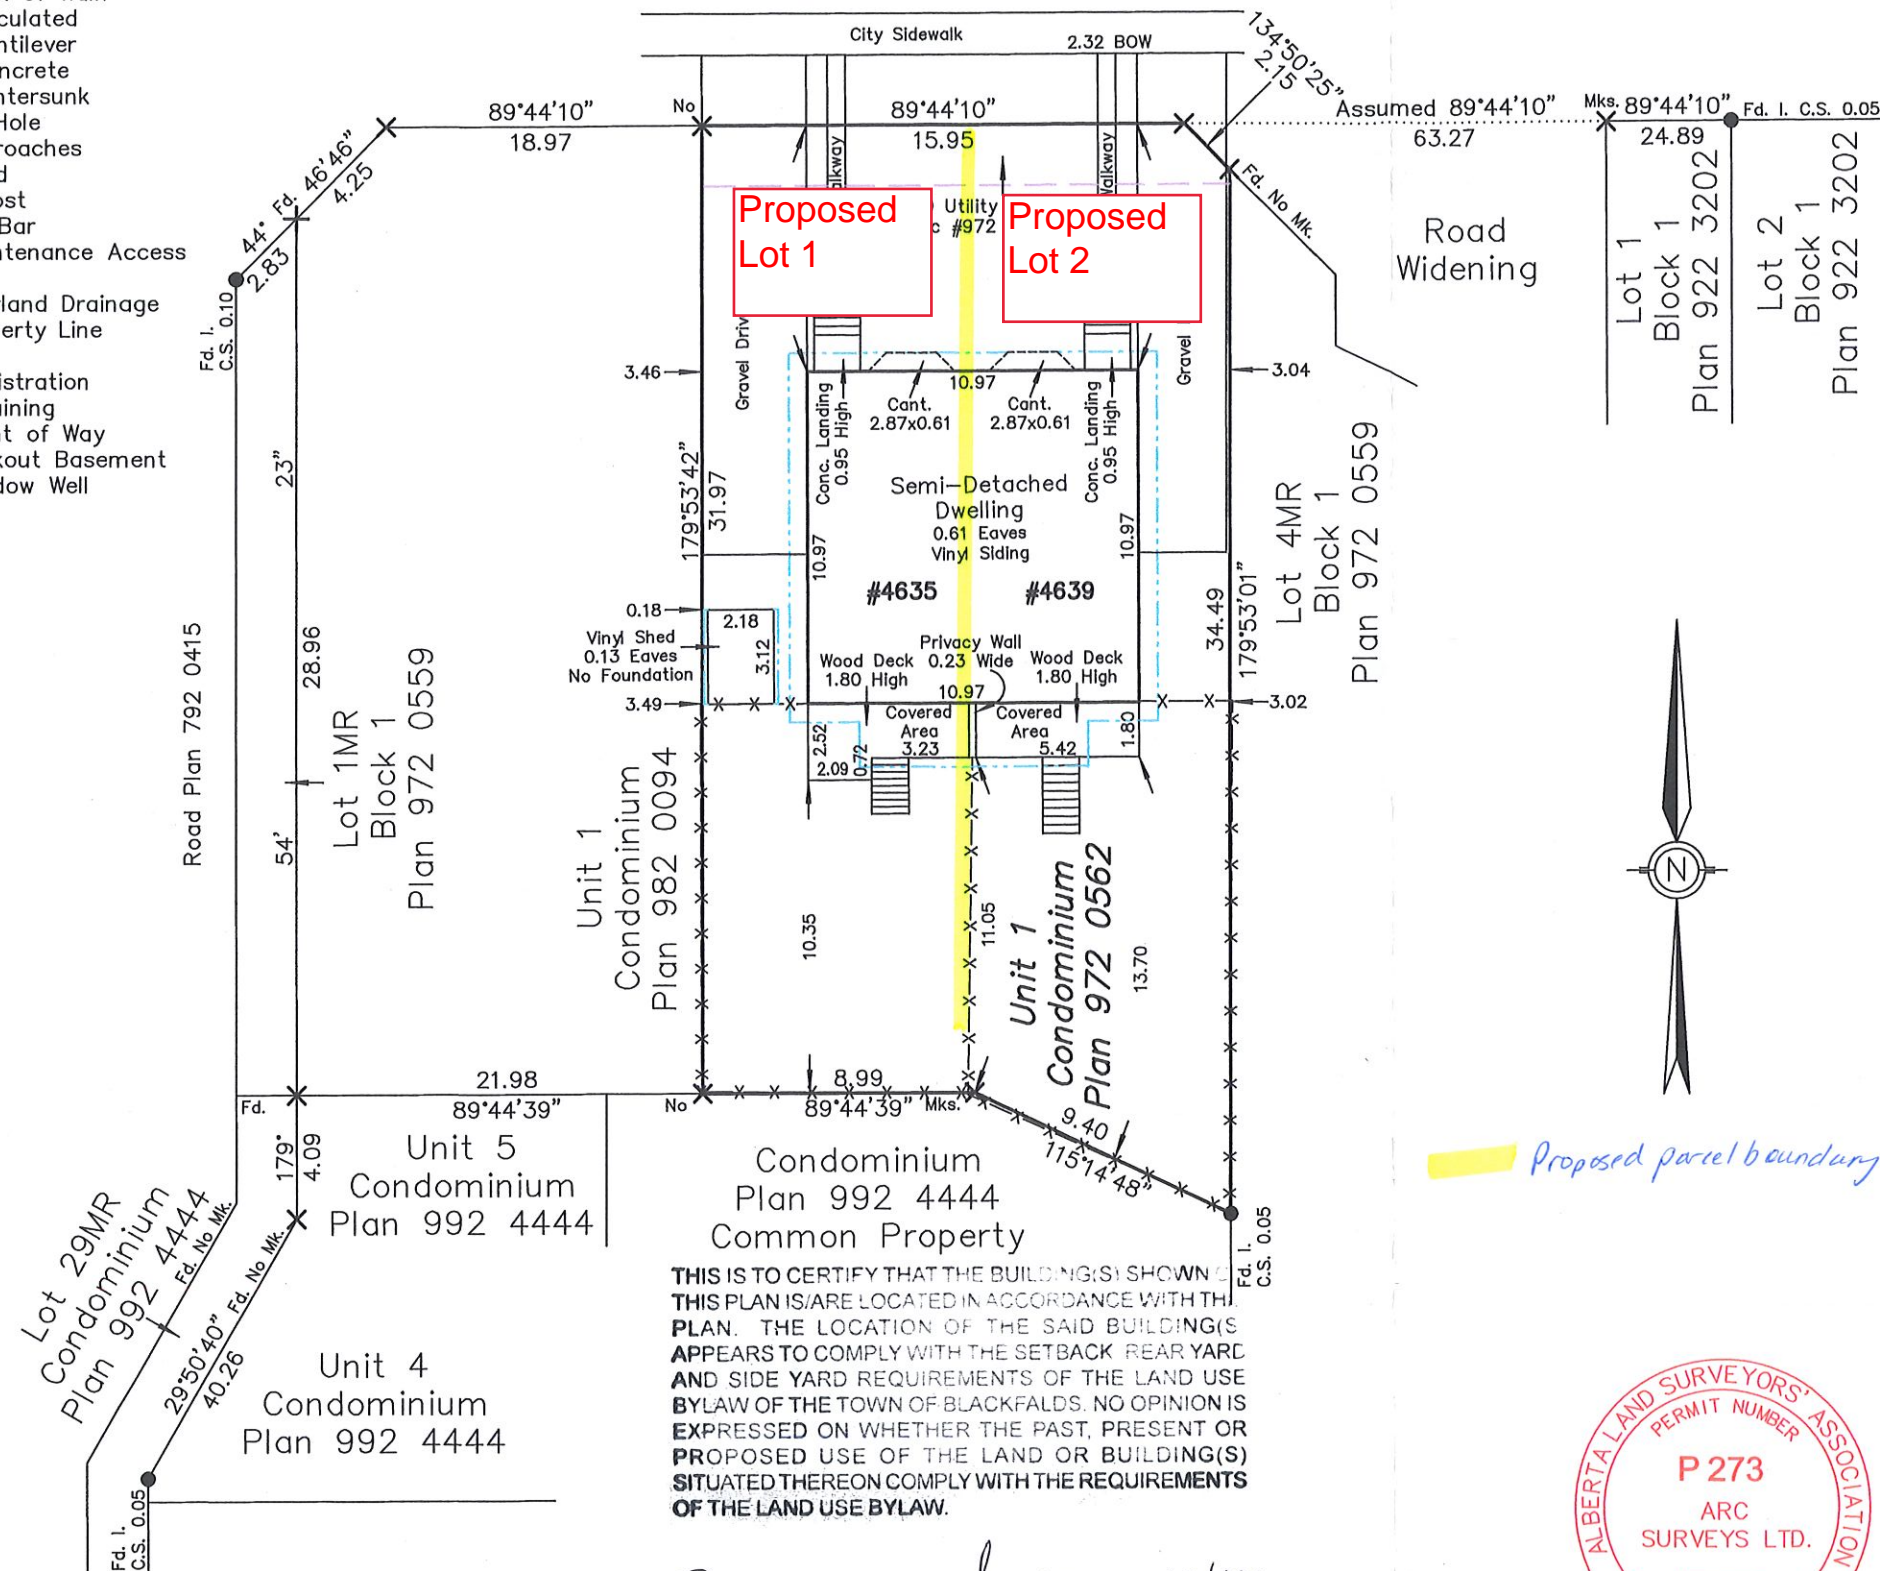 culated
ntilever
ncrete
ntersunk
Hole
roaches
ost
Bar
ntenance Access
land Drainage
erty Line
istration
ining
t of Way
kout Basement
dow Well
City Sidewalk
2.32 BOW
134°50'25"
2.15
89°44'10"
18.97
No
89°44'10"
15.95
Assumed 89°44'10"
63.27
Mks. 89°44'10"
24.89
Fd. I. C.S. 0.05
44° Fd. 46'46"
4.25
2.83
Fd. I.
C.S. 0.10
Fd. No Mk.
Walkway
Proposed
Lot 1
Utility
#972
Proposed
Lot 2
Road
Widening
Lot 1
Block 1
Plan 922 3202
Lot 2
Block 1
Plan 922 3202
Gravel Driv
Gravel
3.46
3.04
10.97
Cant.
2.87x0.61
Cant.
2.87x0.61
Conc. Landing
0.95 High
Conc. Landing
0.95 High
Semi-Detached
Dwelling
0.61 Eaves
Vinyl Siding
10.97
10.97
#4635
#4639
179°53'42"
31.97
34.49
179°53'01"
Lot 4MR
Block 1
Plan 972 0559
23"
28.96
54'
Road Plan 792 0415
Lot 1MR
Block 1
Plan 972 0559
0.18
2.18
3.12
Vinyl Shed
0.13 Eaves
No Foundation
Privacy Wall
0.23 Wide
Wood Deck
1.80 High
Wood Deck
1.80 High
3.49
10.97
3.02
Covered
Area
3.23
Covered
Area
5.42
2.52
0.72
2.09
1.80
Unit 1
Condominium
Plan 982 0094
10.35
11.05
Unit 1
Condominium
Plan 972 0562
13.70
Fd.
21.98
89°44'39"
No
8.99
89°44'39"
Mks.
9.40
115°14'48"
179°
4.09
Unit 5
Condominium
Plan 992 4444
Condominium
Plan 992 4444
Common Property
Fd. I.
C.S. 0.05
Proposed parcel boundary
N
Lot 29MR
Condominium
Plan 992 4444
Fd. No Mk.
29°50'40" Fd. No Mk.
40.26
Unit 4
Condominium
Plan 992 4444
Fd. I.
C.S. 0.05
THIS IS TO CERTIFY THAT THE BUILDING(S) SHOWN
THIS PLAN IS/ARE LOCATED IN ACCORDANCE WITH TH
PLAN. THE LOCATION OF THE SAID BUILDING(S
APPEARS TO COMPLY WITH THE SETBACK REAR YARD
AND SIDE YARD REQUIREMENTS OF THE LAND USE
BYLAW OF THE TOWN OF BLACKFALDS. NO OPINION IS
EXPRESSED ON WHETHER THE PAST, PRESENT OR
PROPOSED USE OF THE LAND OR BUILDING(S)
SITUATED THEREON COMPLY WITH THE REQUIREMENTS
OF THE LAND USE BYLAW.
ALBERTA LAND SURVEYORS' ASSOCIATION
PERMIT NUMBER
P 273
ARC
SURVEYS LTD.